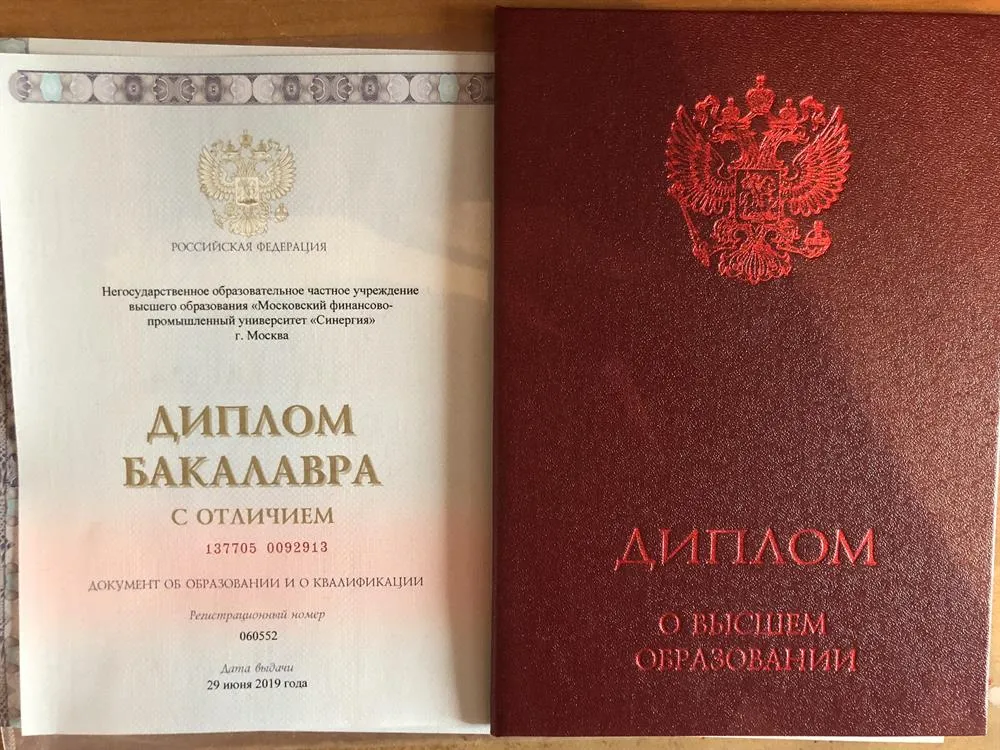 РОССИЙСКАЯ ФЕДЕРАЦИЯ
Негосударственное образовательное частное учреждение
высшего образования «Московский финансово-
промышленный университет «Синергия»
г. Москва
ДИПЛОМ
БАКАЛАВРА
С ОТЛИЧИЕМ
137705 0092913
ДОКУМЕНТ ОБ ОБРАЗОВАНИИ И О КВАЛИФИКАЦИИ
Регистрационный номер
060552
Дата выдачи
29 июня 2019 года
ДИПЛОМ
О ВЫСШЕМ
ОБРАЗОВАНИИ